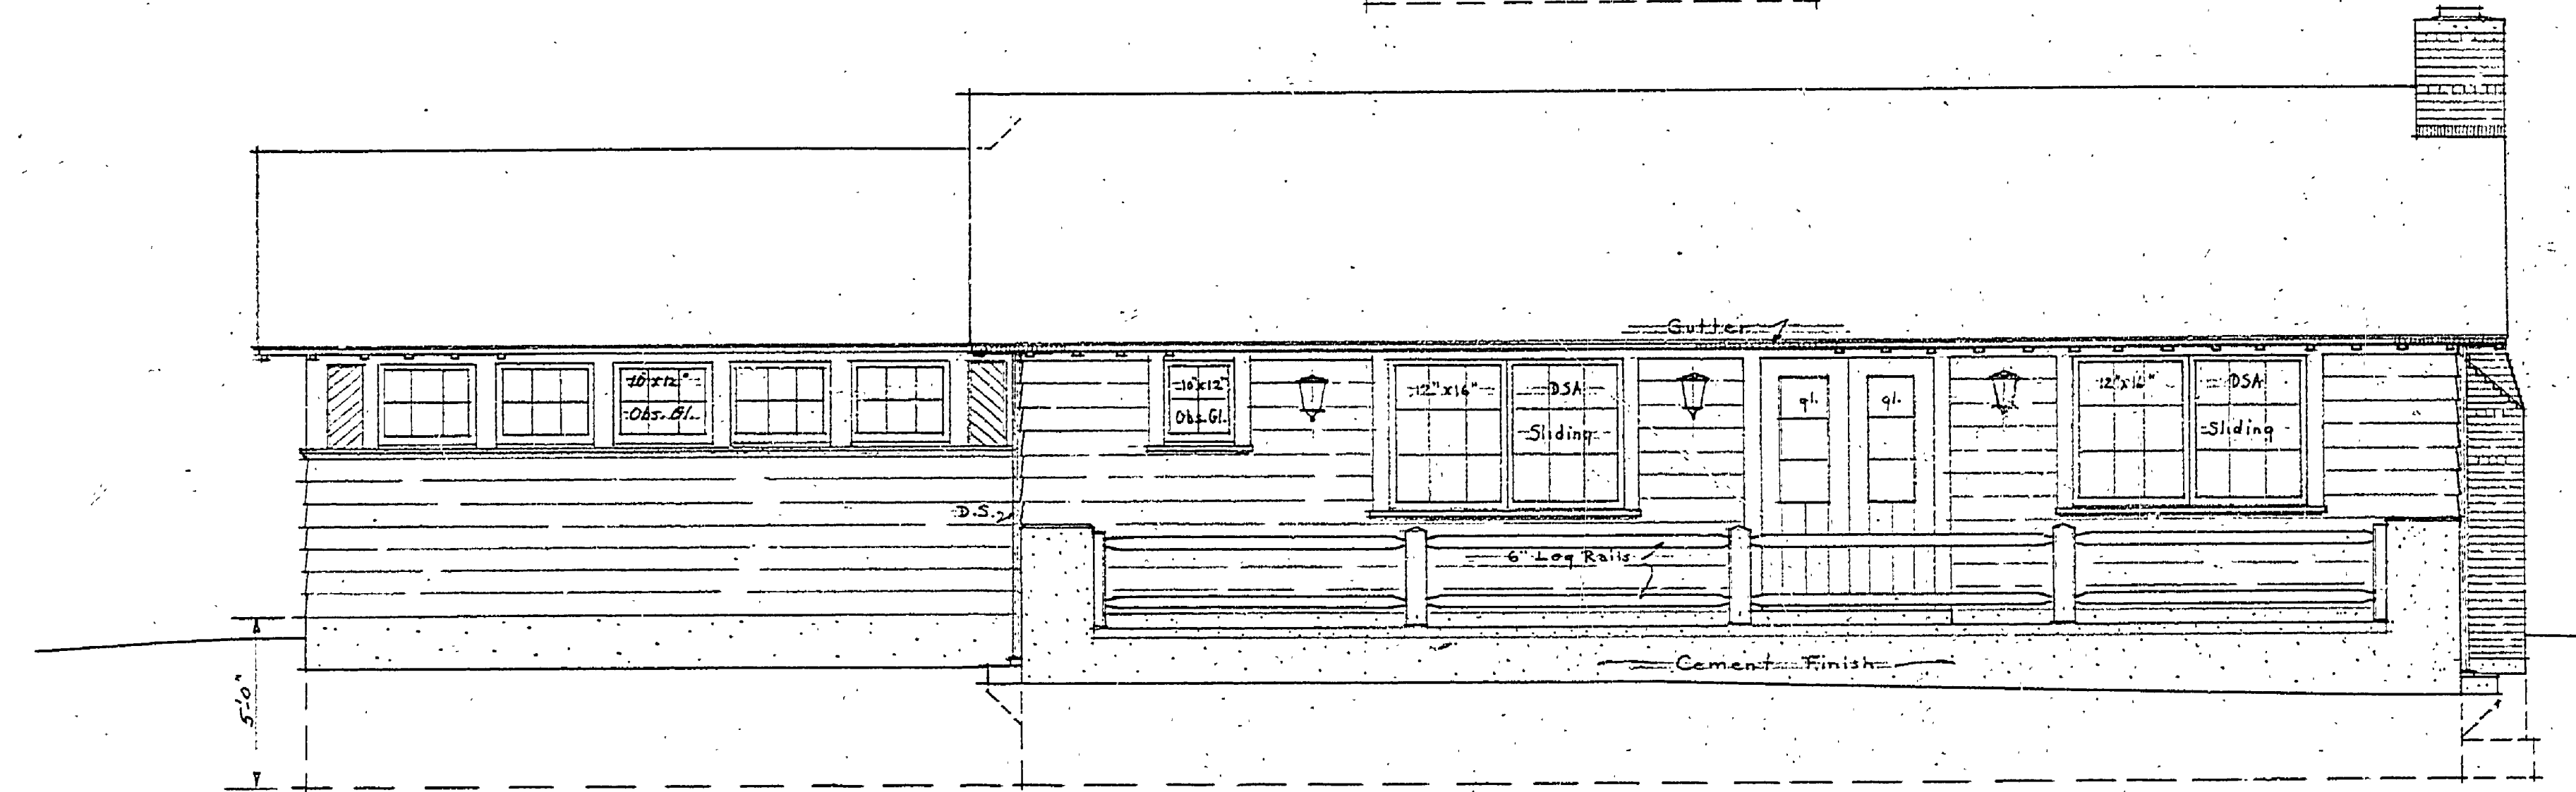 Gutter
10"x12"
Obs. Gl.
10"x12"
Obs. Gl.
12"x16"
DSA
Sliding
gl.
gl.
12"x16"
DSA
Sliding
D.S.
6" Log Rails
Cement Finish
5'-0"